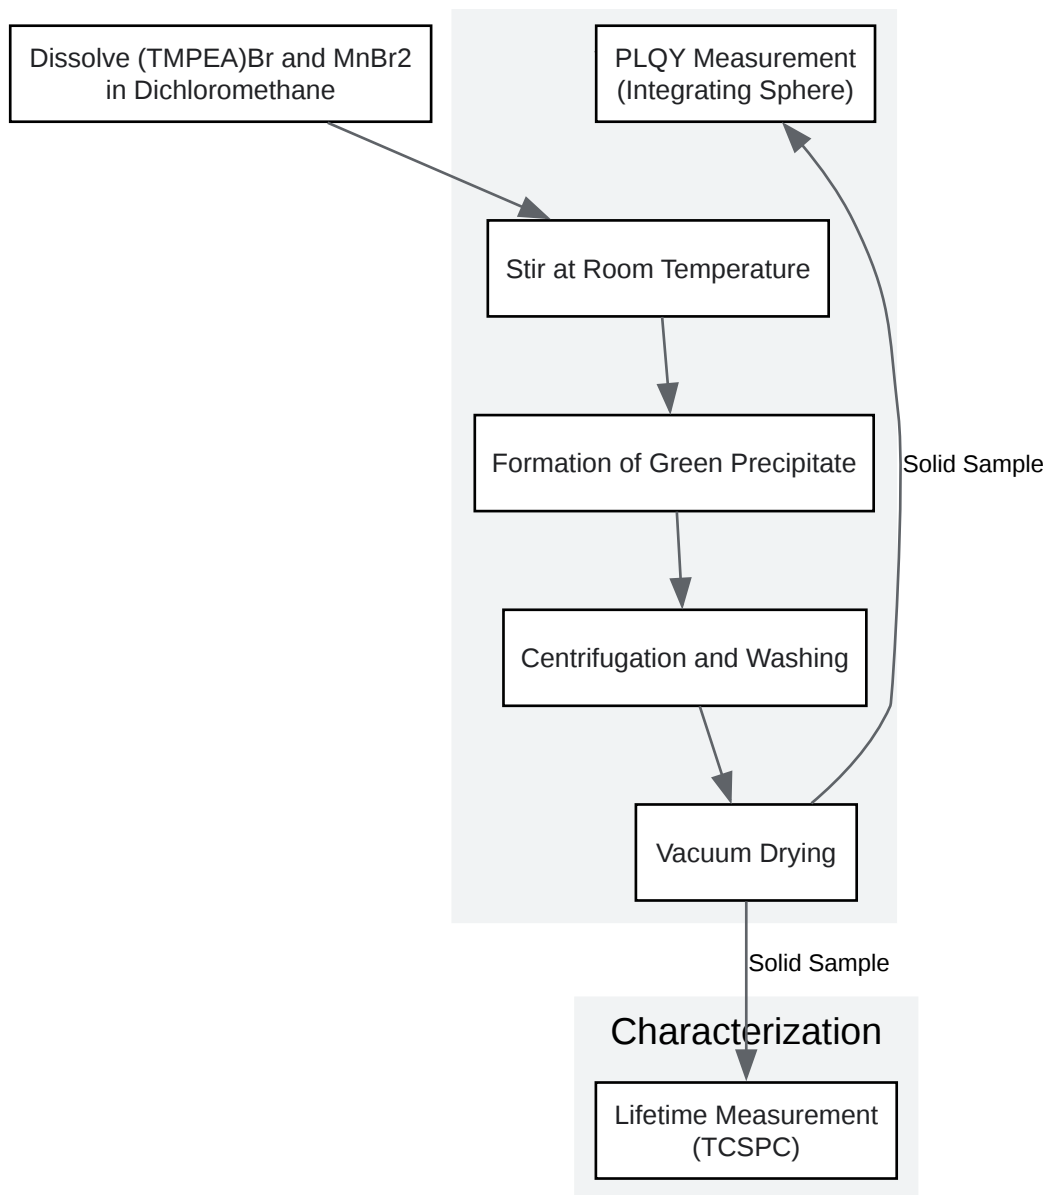 Dissolve (TMPEA)Br and MnBr2
in Dichloromethane
PLQY Measurement
(Integrating Sphere)
Stir at Room Temperature
Formation of Green Precipitate
Solid Sample
Centrifugation and Washing
Vacuum Drying
Solid Sample
Characterization
Lifetime Measurement
(TCSPC)